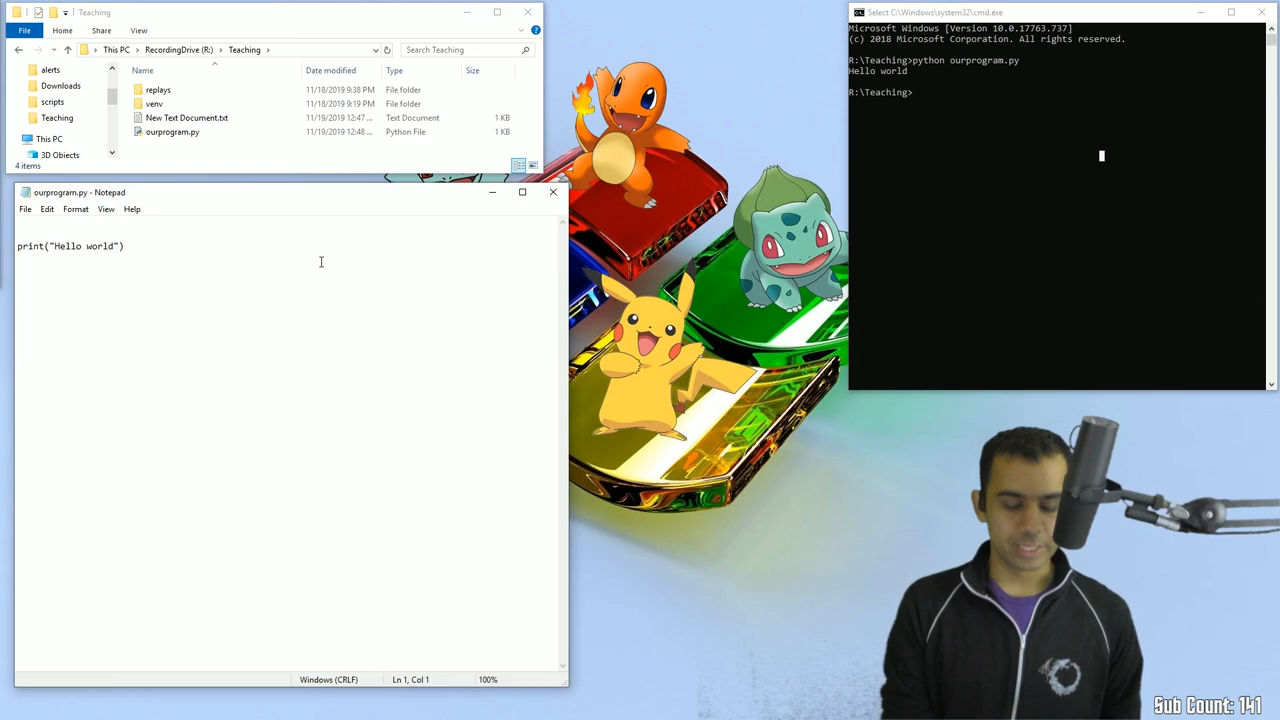 Teaching
File Home Share View
This PC > RecordingDrive (R:) > Teaching >
Search Teaching
alerts
Downloads
scripts
Teaching
This PC
3D Objects
Name Date modified Type Size
replays 11/18/2019 9:38 PM File folder
venv 11/18/2019 9:19 PM File folder
New Text Document.txt 11/19/2019 12:47 ... Text Document 1 KB
ourprogram.py 11/19/2019 12:48 ... Python File 1 KB
4 items
ourprogram.py - Notepad
File Edit Format View Help
print("Hello world")
Windows (CRLF) Ln 1, Col 1 100%
Select C:\Windows\system32\cmd.exe
Microsoft Windows [Version 10.0.17763.737]
(c) 2018 Microsoft Corporation. All rights reserved.
R:\Teaching>python ourprogram.py
Hello world
R:\Teaching>
Sub Count: 141